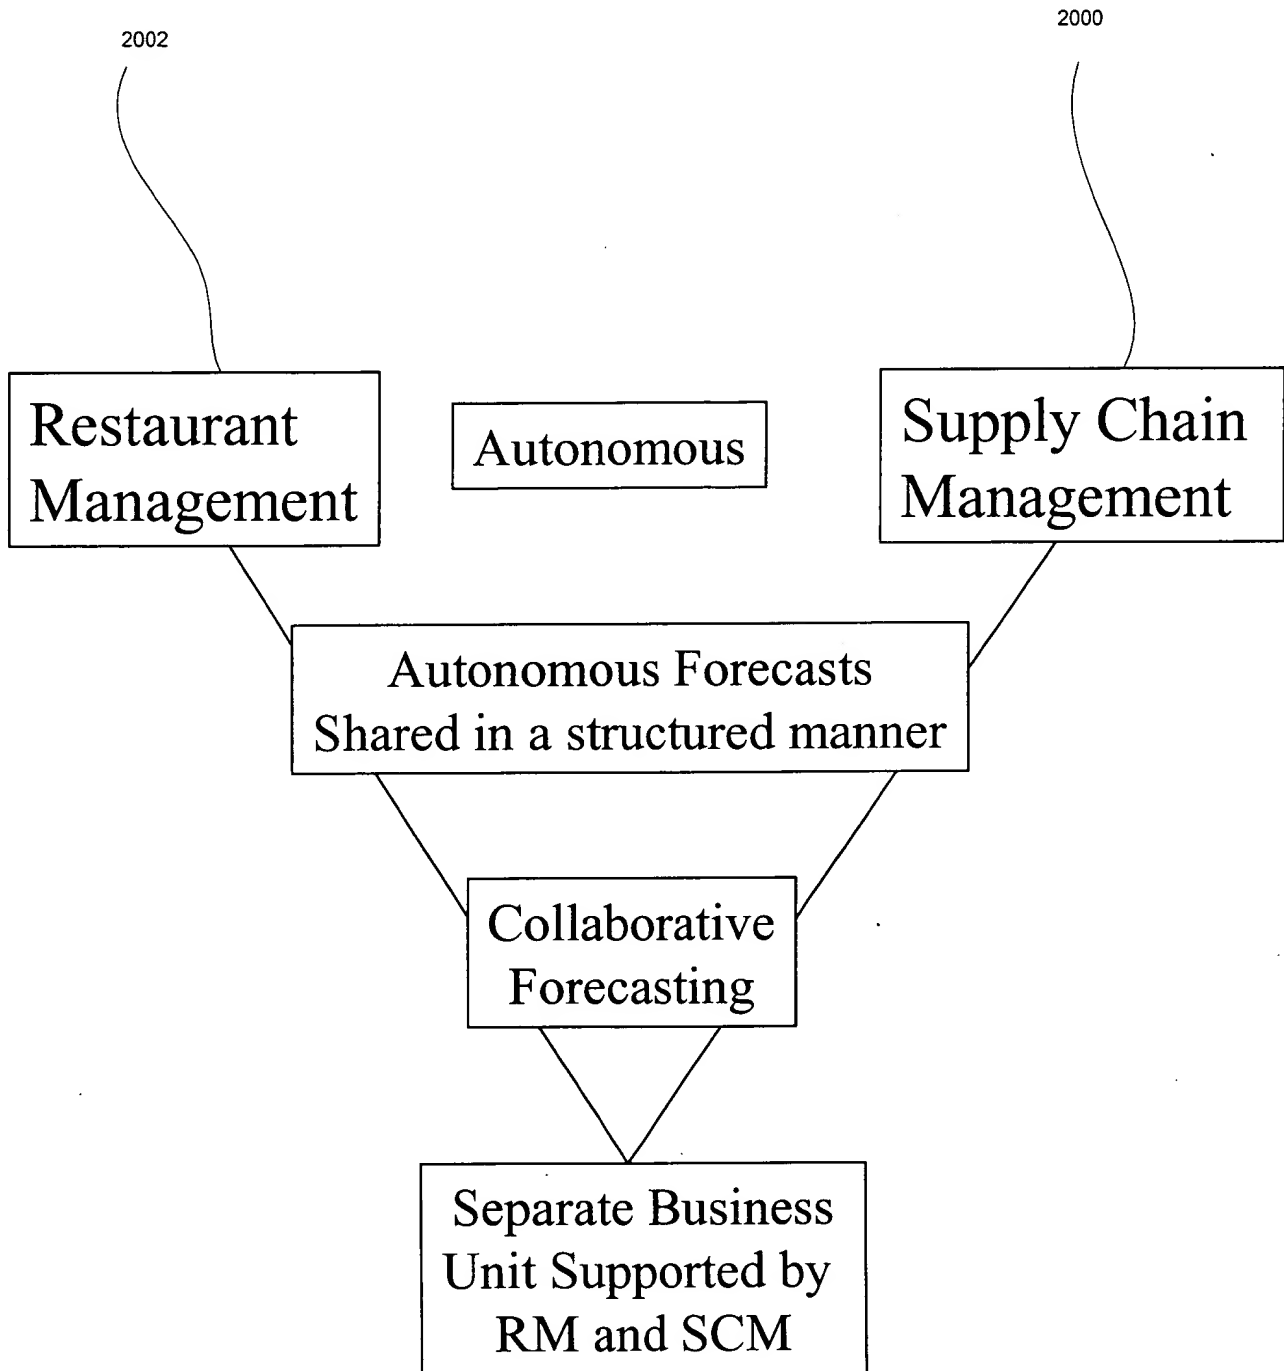 2002
2000
Restaurant
Management
Autonomous
Supply Chain
Management
Autonomous Forecasts
Shared in a structured manner
Collaborative
Forecasting
Separate Business
Unit Supported by
RM and SCM